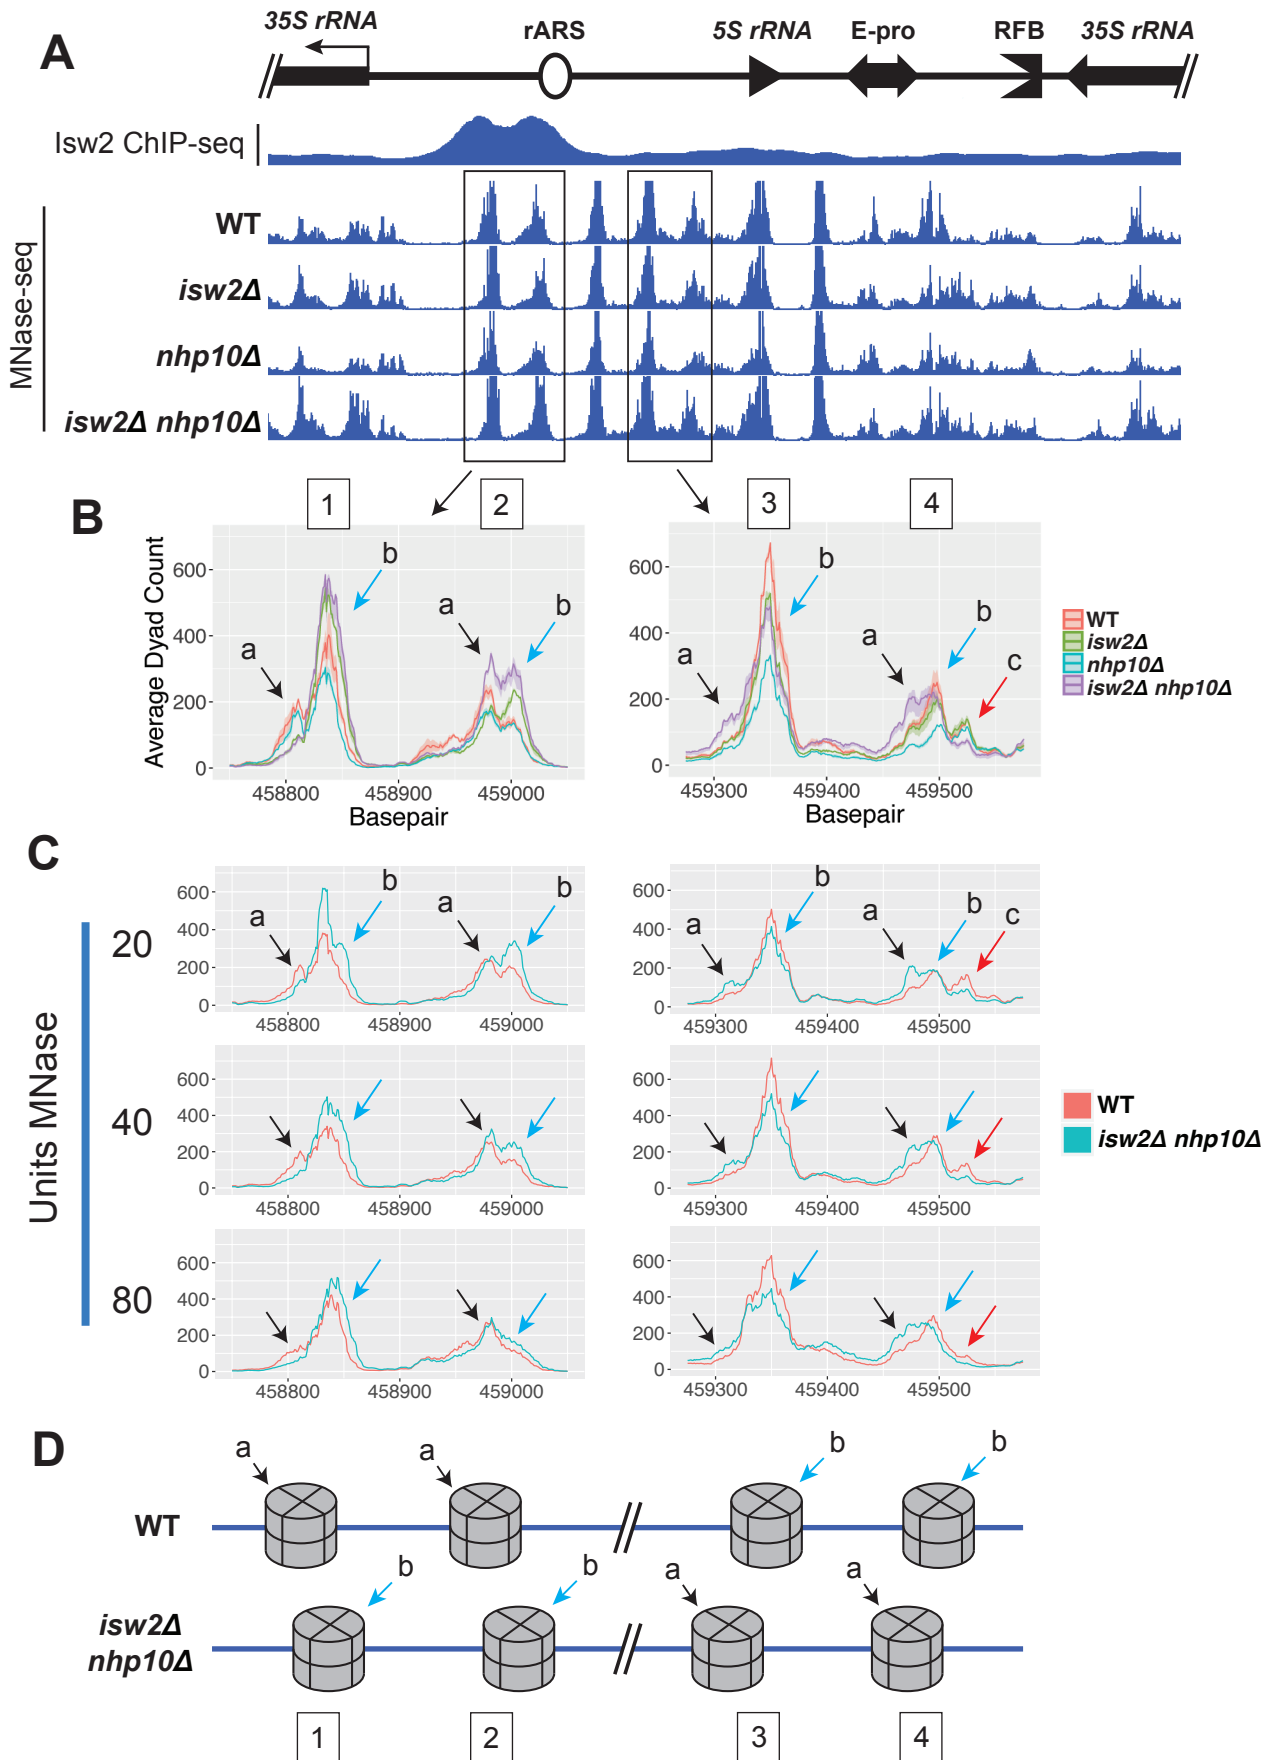 A
35S rRNA
rARS
5S rRNA
E-pro
RFB
35S rRNA
Isw2 ChIP-seq
MNase-seq
WT
isw2Δ
nhp10Δ
isw2Δ nhp10Δ
B
1
2
3
4
Average Dyad Count
600
400
200
0
a
b
a
b
458800
458900
459000
Basepair
600
400
200
0
a
b
a
b
c
459300
459400
459500
Basepair
WT
isw2Δ
nhp10Δ
isw2Δ nhp10Δ
C
Units MNase
20
600
400
200
0
a
b
a
b
458800
458900
459000
600
400
200
0
a
b
a
b
c
459300
459400
459500
40
600
400
200
0
458800
458900
459000
600
400
200
0
459300
459400
459500
WT
isw2Δ nhp10Δ
80
600
400
200
0
458800
458900
459000
600
400
200
0
459300
459400
459500
D
a
a
b
b
WT
b
b
a
a
isw2Δ
nhp10Δ
1
2
3
4